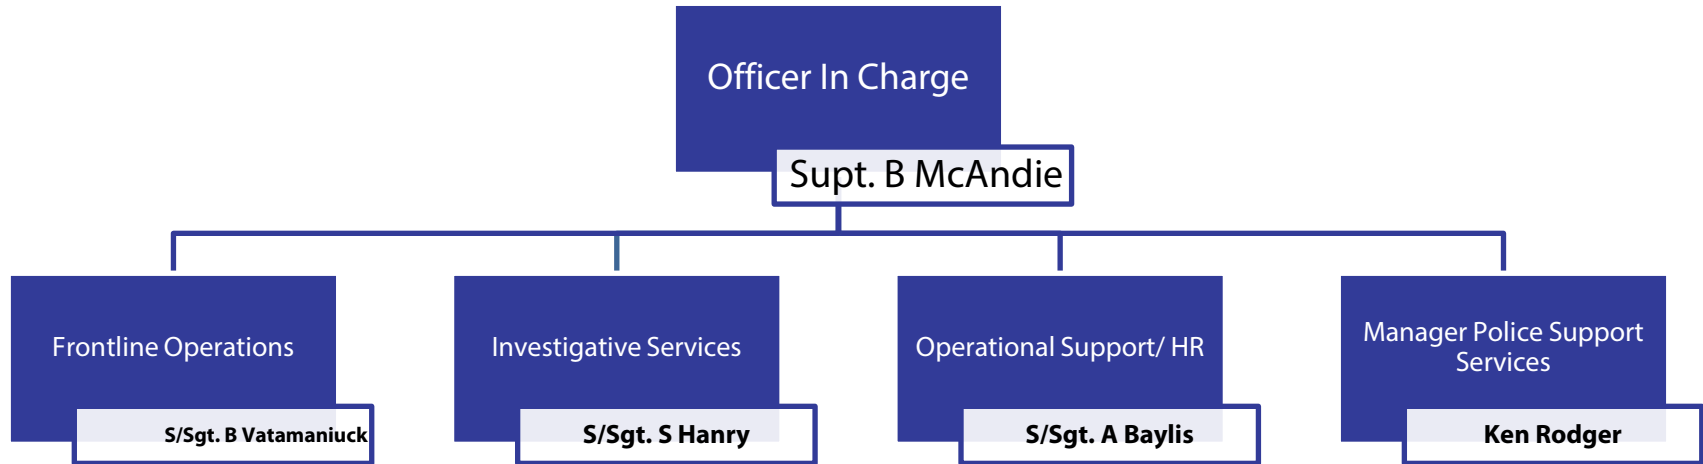 Officer In Charge
Supt. B McAndie
Frontline Operations
S/Sgt. B Vatamaniuck
Investigative Services
S/Sgt. S Hanry
Operational Support/ HR
S/Sgt. A Baylis
Manager Police Support
Services
Ken Rodger